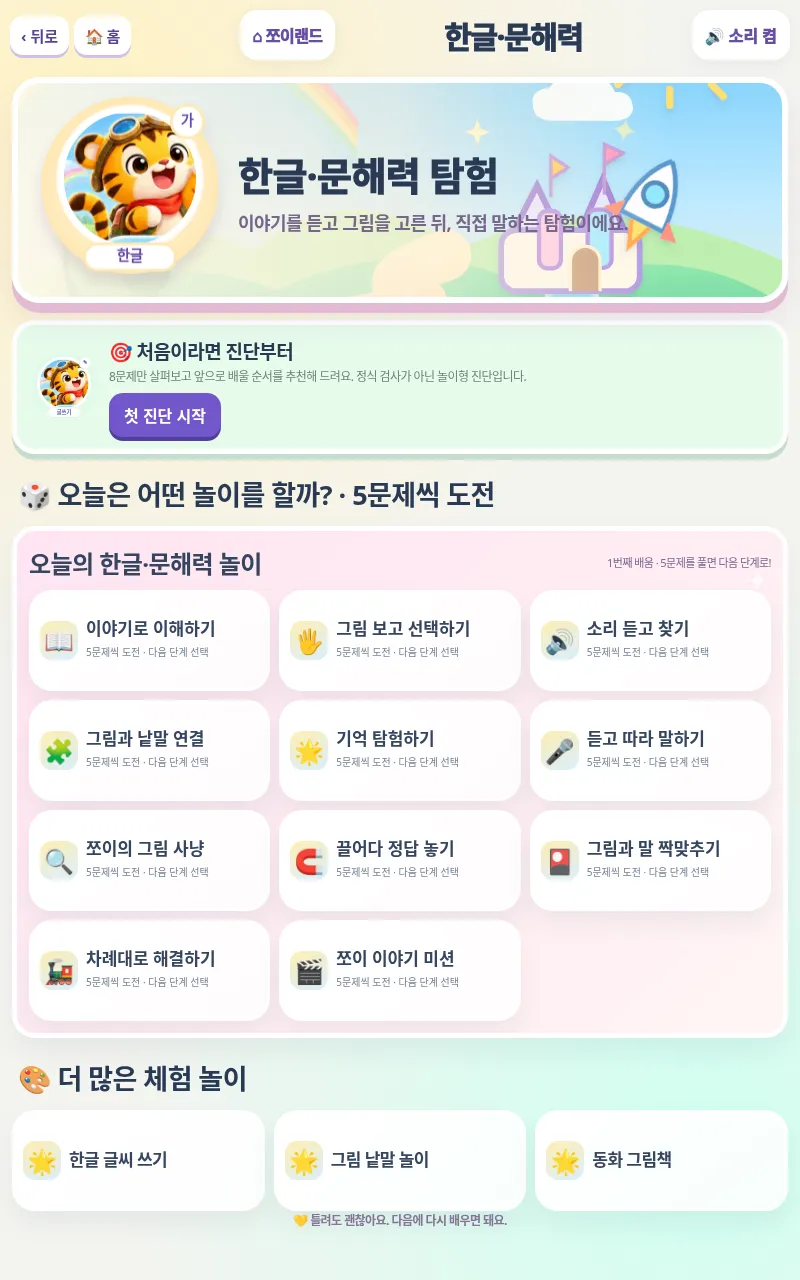 ‹ 뒤로
🏠 홈
⌂ 쪼이랜드
한글·문해력
🔊 소리 켬
가
한글
한글·문해력 탐험
이야기를 듣고 그림을 고른 뒤, 직접 말하는 탐험이에요.
글쓰기
🎯 처음이라면 진단부터
8문제만 살펴보고 앞으로 배울 순서를 추천해 드려요. 정식 검사가 아닌 놀이형 진단입니다.
첫 진단 시작
🎲 오늘은 어떤 놀이를 할까? · 5문제씩 도전
오늘의 한글·문해력 놀이
1번째 배움 · 5문제를 풀면 다음 단계로!
이야기로 이해하기
5문제씩 도전 · 다음 단계 선택
그림 보고 선택하기
5문제씩 도전 · 다음 단계 선택
소리 듣고 찾기
5문제씩 도전 · 다음 단계 선택
그림과 낱말 연결
5문제씩 도전 · 다음 단계 선택
기억 탐험하기
5문제씩 도전 · 다음 단계 선택
듣고 따라 말하기
5문제씩 도전 · 다음 단계 선택
쪼이의 그림 사냥
5문제씩 도전 · 다음 단계 선택
끌어다 정답 놓기
5문제씩 도전 · 다음 단계 선택
그림과 말 짝맞추기
5문제씩 도전 · 다음 단계 선택
차례대로 해결하기
5문제씩 도전 · 다음 단계 선택
쪼이 이야기 미션
5문제씩 도전 · 다음 단계 선택
🎨 더 많은 체험 놀이
한글 글씨 쓰기
그림 낱말 놀이
동화 그림책
💛 틀려도 괜찮아요. 다음에 다시 배우면 돼요.